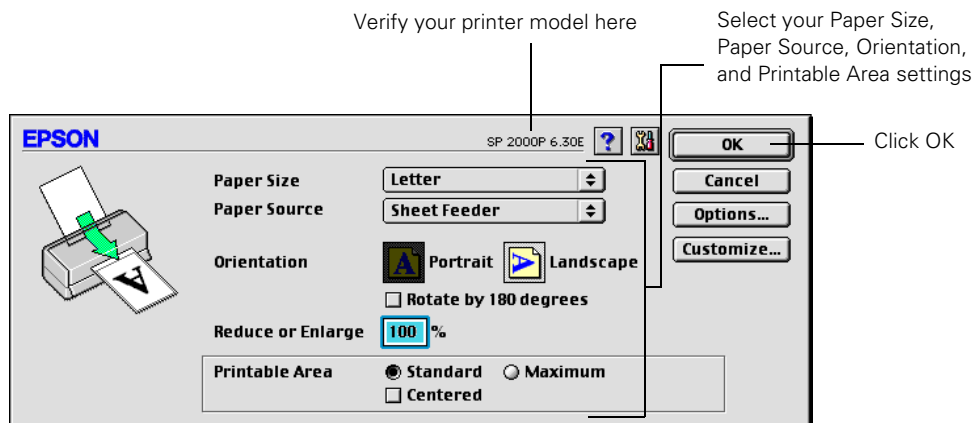 Verify your printer model here
Select your Paper Size,
Paper Source, Orientation,
and Printable Area settings
EPSON
SP 2000P 6.30E
?
OK
Click OK
Paper Size
Letter
Cancel
Paper Source
Sheet Feeder
Options...
Customize...
Orientation
A
Portrait
A
Landscape
A
Rotate by 180 degrees
Reduce or Enlarge
100 %
Printable Area
Standard
Maximum
Centered